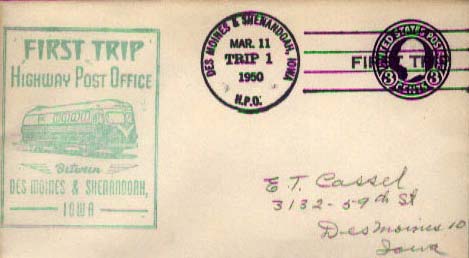 FIRST TRIP
HIGHWAY POST OFFICE
Between
DES MOINES & SHENANDOAH,
IOWA
DES MOINES & SHENANDOAH, IOWA
MAR. 11
TRIP 1
1950
H.P.O.
FIRST TRIP
UNITED STATES POSTAGE
3 3
CENTS
E. T. Cassel
3132-59th St
Des Moines 10
Iowa